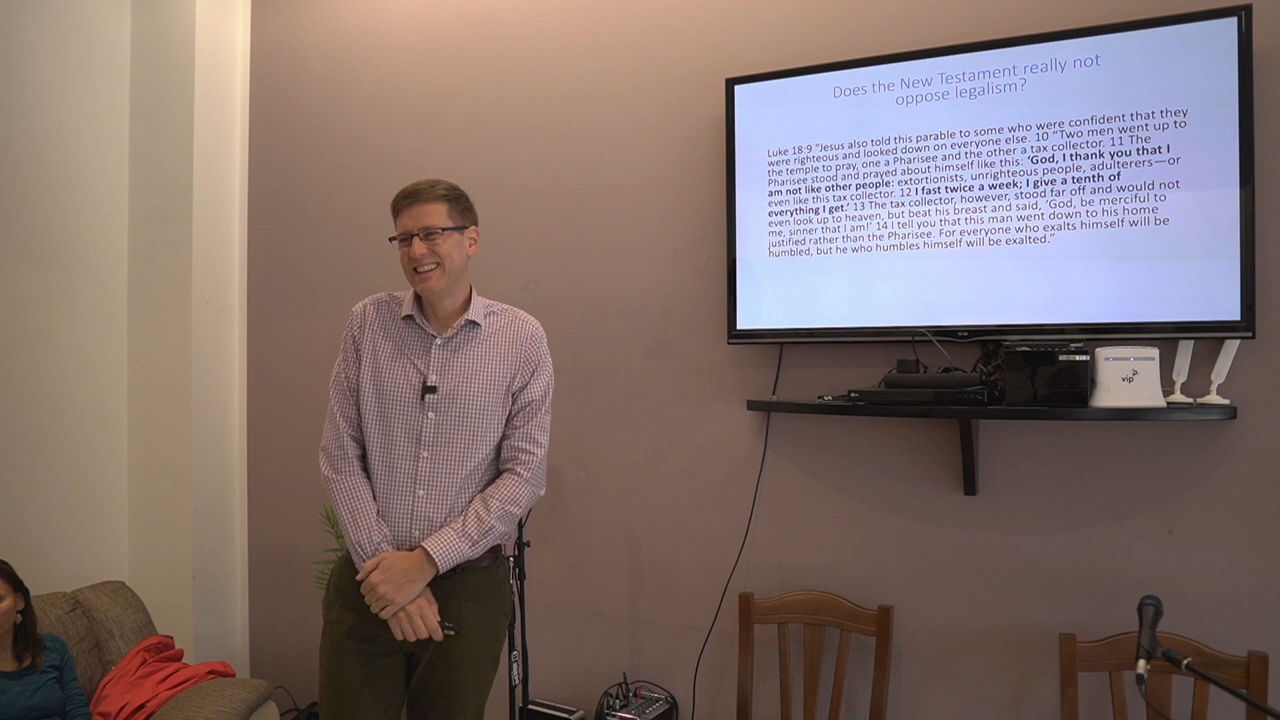 Does the New Testament really not
oppose legalism?
Luke 18:9 “Jesus also told this parable to some who were confident that they
were righteous and looked down on everyone else. 10 “Two men went up to
the temple to pray, one a Pharisee and the other a tax collector. 11 The
Pharisee stood and prayed about himself like this: ‘God, I thank you that I
am not like other people: extortionists, unrighteous people, adulterers—or
even like this tax collector. 12 I fast twice a week; I give a tenth of
everything I get.’ 13 The tax collector, however, stood far off and would not
even look up to heaven, but beat his breast and said, ‘God, be merciful to
me, sinner that I am!’ 14 I tell you that this man went down to his home
justified rather than the Pharisee. For everyone who exalts himself will be
humbled, but he who humbles himself will be exalted.”
vip